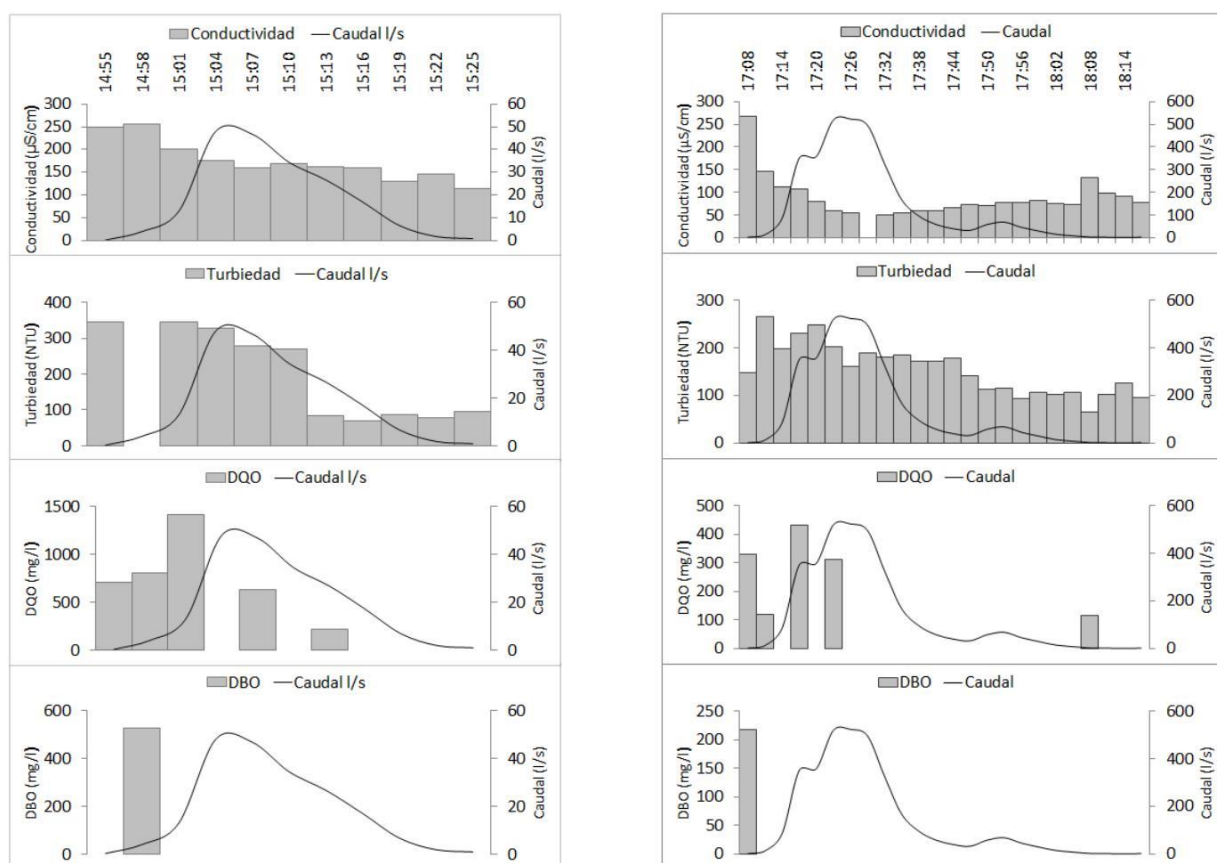 Conductividad Caudal l/s
14:55 14:58 15:01 15:04 15:07 15:10 15:13 15:16 15:19 15:22 15:25
Conductividad (µS/cm)
300 250 200 150 100 50 0
60 50 40 30 20 10 0
Caudal (l/s)
Turbiedad Caudal l/s
Turbiedad (NTU)
400 300 200 100 0
60 40 20 0
Caudal (l/s)
DQO Caudal l/s
DQO (mg/l)
1500 1000 500 0
60 40 20 0
Caudal (l/s)
DBO Caudal l/s
DBO (mg/l)
600 400 200 0
60 40 20 0
Caudal (l/s)
Conductividad Caudal
17:08 17:14 17:20 17:26 17:32 17:38 17:44 17:50 17:56 18:02 18:08 18:14
Conductividad (µS/cm)
300 250 200 150 100 50 0
600 500 400 300 200 100 0
Caudal (l/s)
Turbiedad Caudal
Turbiedad (NTU)
300 200 100 0
600 400 200 0
Caudal (l/s)
DQO Caudal
DQO (mg/l)
500 400 300 200 100 0
600 400 200 0
Caudal (l/s)
DBO Caudal
DBO (mg/l)
250 200 150 100 50 0
600 400 200 0
Caudal (l/s)